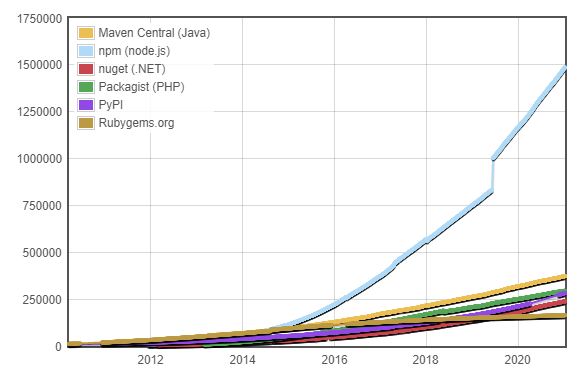 1750000
1500000
1250000
1000000
750000
500000
250000
0
Maven Central (Java)
npm (node.js)
nuget (.NET)
Packagist (PHP)
PyPI
Rubygems.org
2012 2014 2016 2018 2020